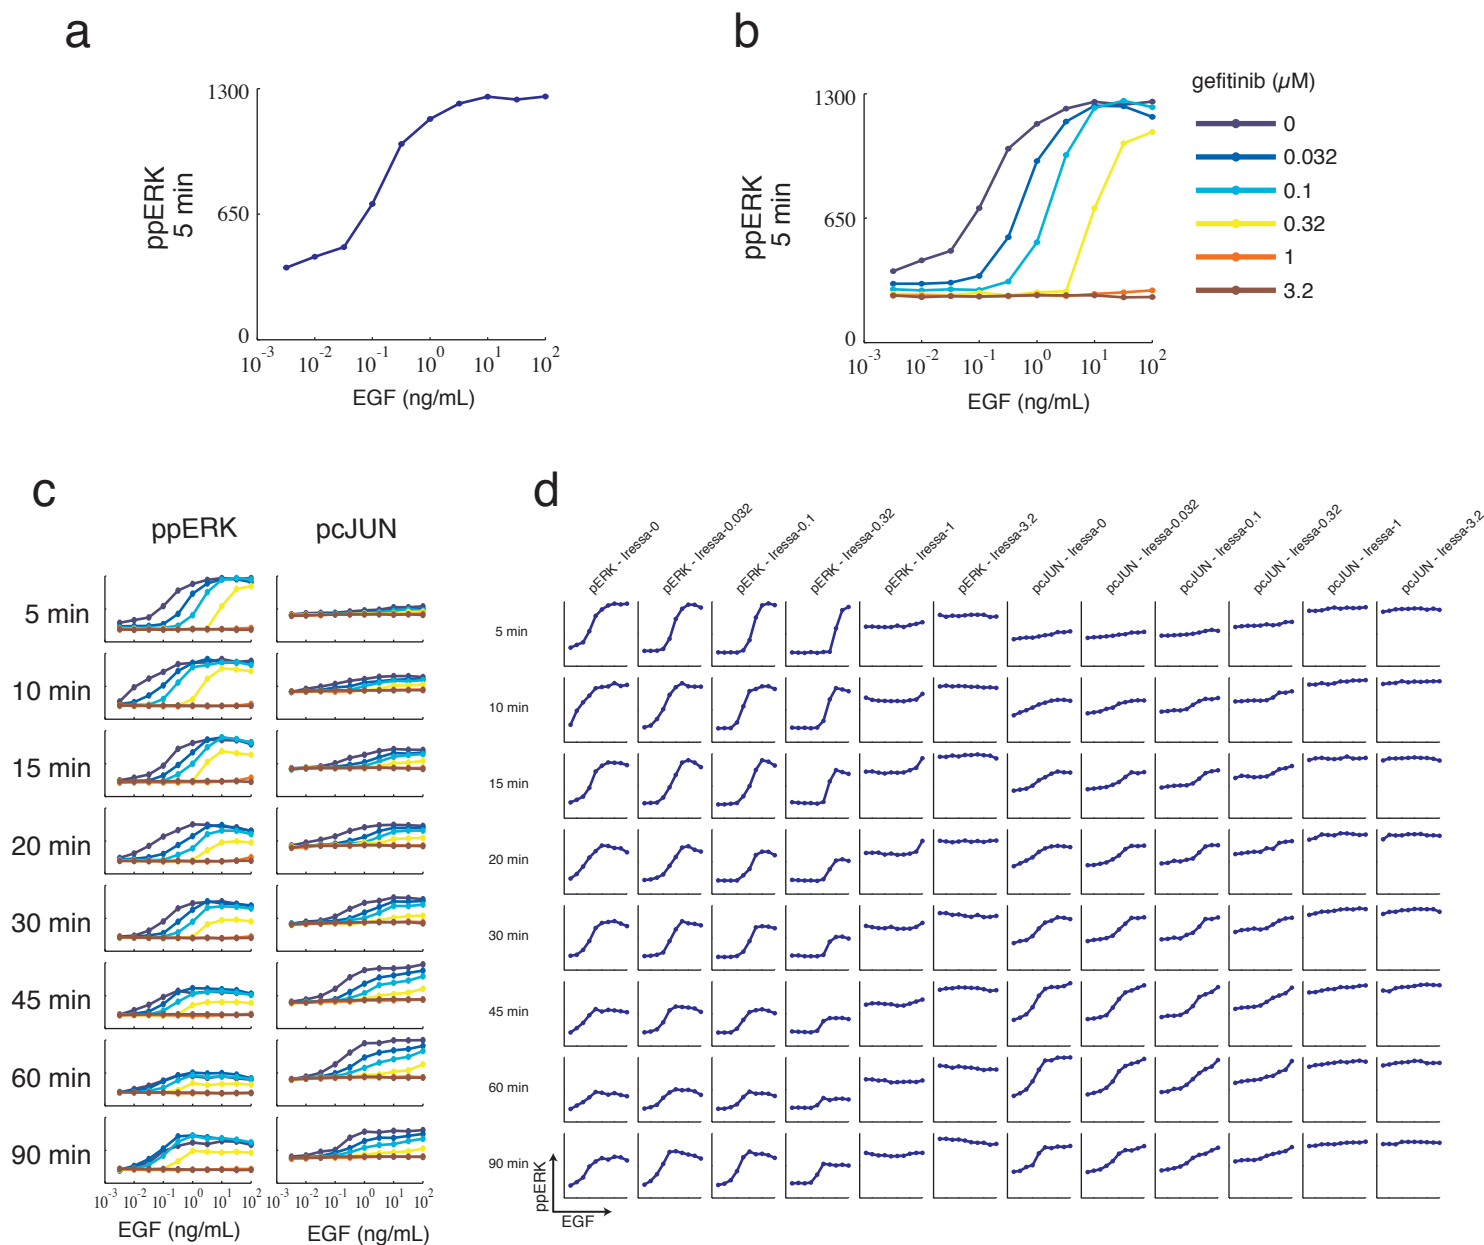 a
1300
650
0
ppERK
5 min
10-3 10-2 10-1 100 101 102
EGF (ng/mL)
b
1300
650
0
ppERK
5 min
10-3 10-2 10-1 100 101 102
EGF (ng/mL)
gefitinib (µM)
0
0.032
0.1
0.32
1
3.2
c
ppERK pcJUN
5 min
10 min
15 min
20 min
30 min
45 min
60 min
90 min
10-3 10-2 10-1 100 101 102
10-3 10-2 10-1 100 101 102
EGF (ng/mL) EGF (ng/mL)
d
pERK - Iressa-0
pERK - Iressa-0.032
pERK - Iressa-0.1
pERK - Iressa-0.32
pERK - Iressa-1
pERK - Iressa-3.2
pcJUN - Iressa-0
pcJUN - Iressa-0.032
pcJUN - Iressa-0.1
pcJUN - Iressa-0.32
pcJUN - Iressa-1
pcJUN - Iressa-3.2
5 min
10 min
15 min
20 min
30 min
45 min
60 min
90 min
ppERK
EGF